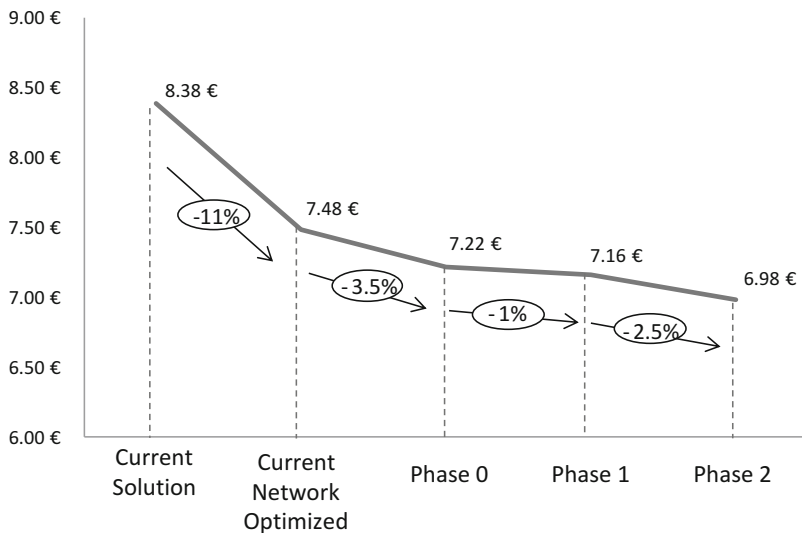 9.00 €
8.50 €
8.00 €
7.50 €
7.00 €
6.50 €
6.00 €
8.38 €
7.48 €
7.22 €
7.16 €
6.98 €
-11%
- 3.5%
- 1%
- 2.5%
Current
Solution
Current
Network
Optimized
Phase 0
Phase 1
Phase 2